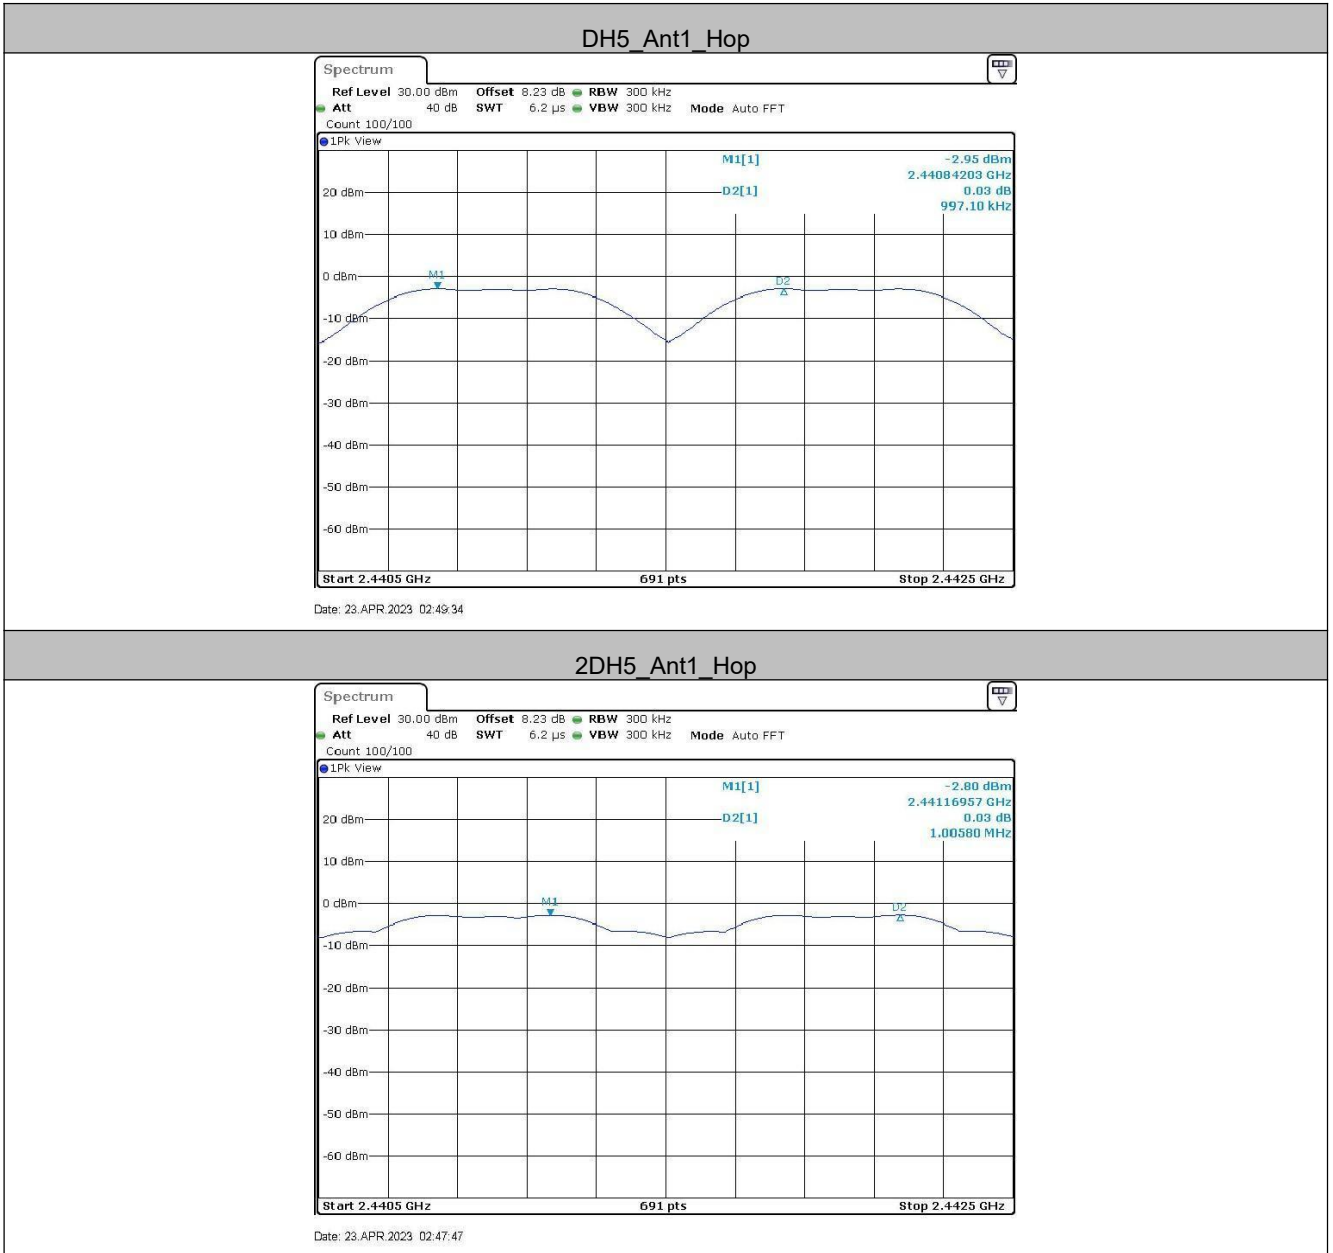 DH5_Ant1_Hop
Spectrum
Ref Level 30.00 dBm Offset 8.23 dB RBW 300 kHz
Att 40 dB SWT 6.2 µs VBW 300 kHz Mode Auto FFT
Count 100/100
1Pk View
M1[1] -2.95 dBm
2.44084203 GHz
20 dBm D2[1] 0.03 dB
997.10 kHz
10 dBm
0 dBm
M1
D2
-10 dBm
-20 dBm
-30 dBm
-40 dBm
-50 dBm
-60 dBm
Start 2.4405 GHz 691 pts Stop 2.4425 GHz
Date: 23.APR.2023 02:49:34
2DH5_Ant1_Hop
Spectrum
Ref Level 30.00 dBm Offset 8.23 dB RBW 300 kHz
Att 40 dB SWT 6.2 µs VBW 300 kHz Mode Auto FFT
Count 100/100
1Pk View
M1[1] -2.80 dBm
2.44116957 GHz
20 dBm D2[1] 0.03 dB
1.00580 MHz
10 dBm
0 dBm
M1
D2
-10 dBm
-20 dBm
-30 dBm
-40 dBm
-50 dBm
-60 dBm
Start 2.4405 GHz 691 pts Stop 2.4425 GHz
Date: 23.APR.2023 02:47:47